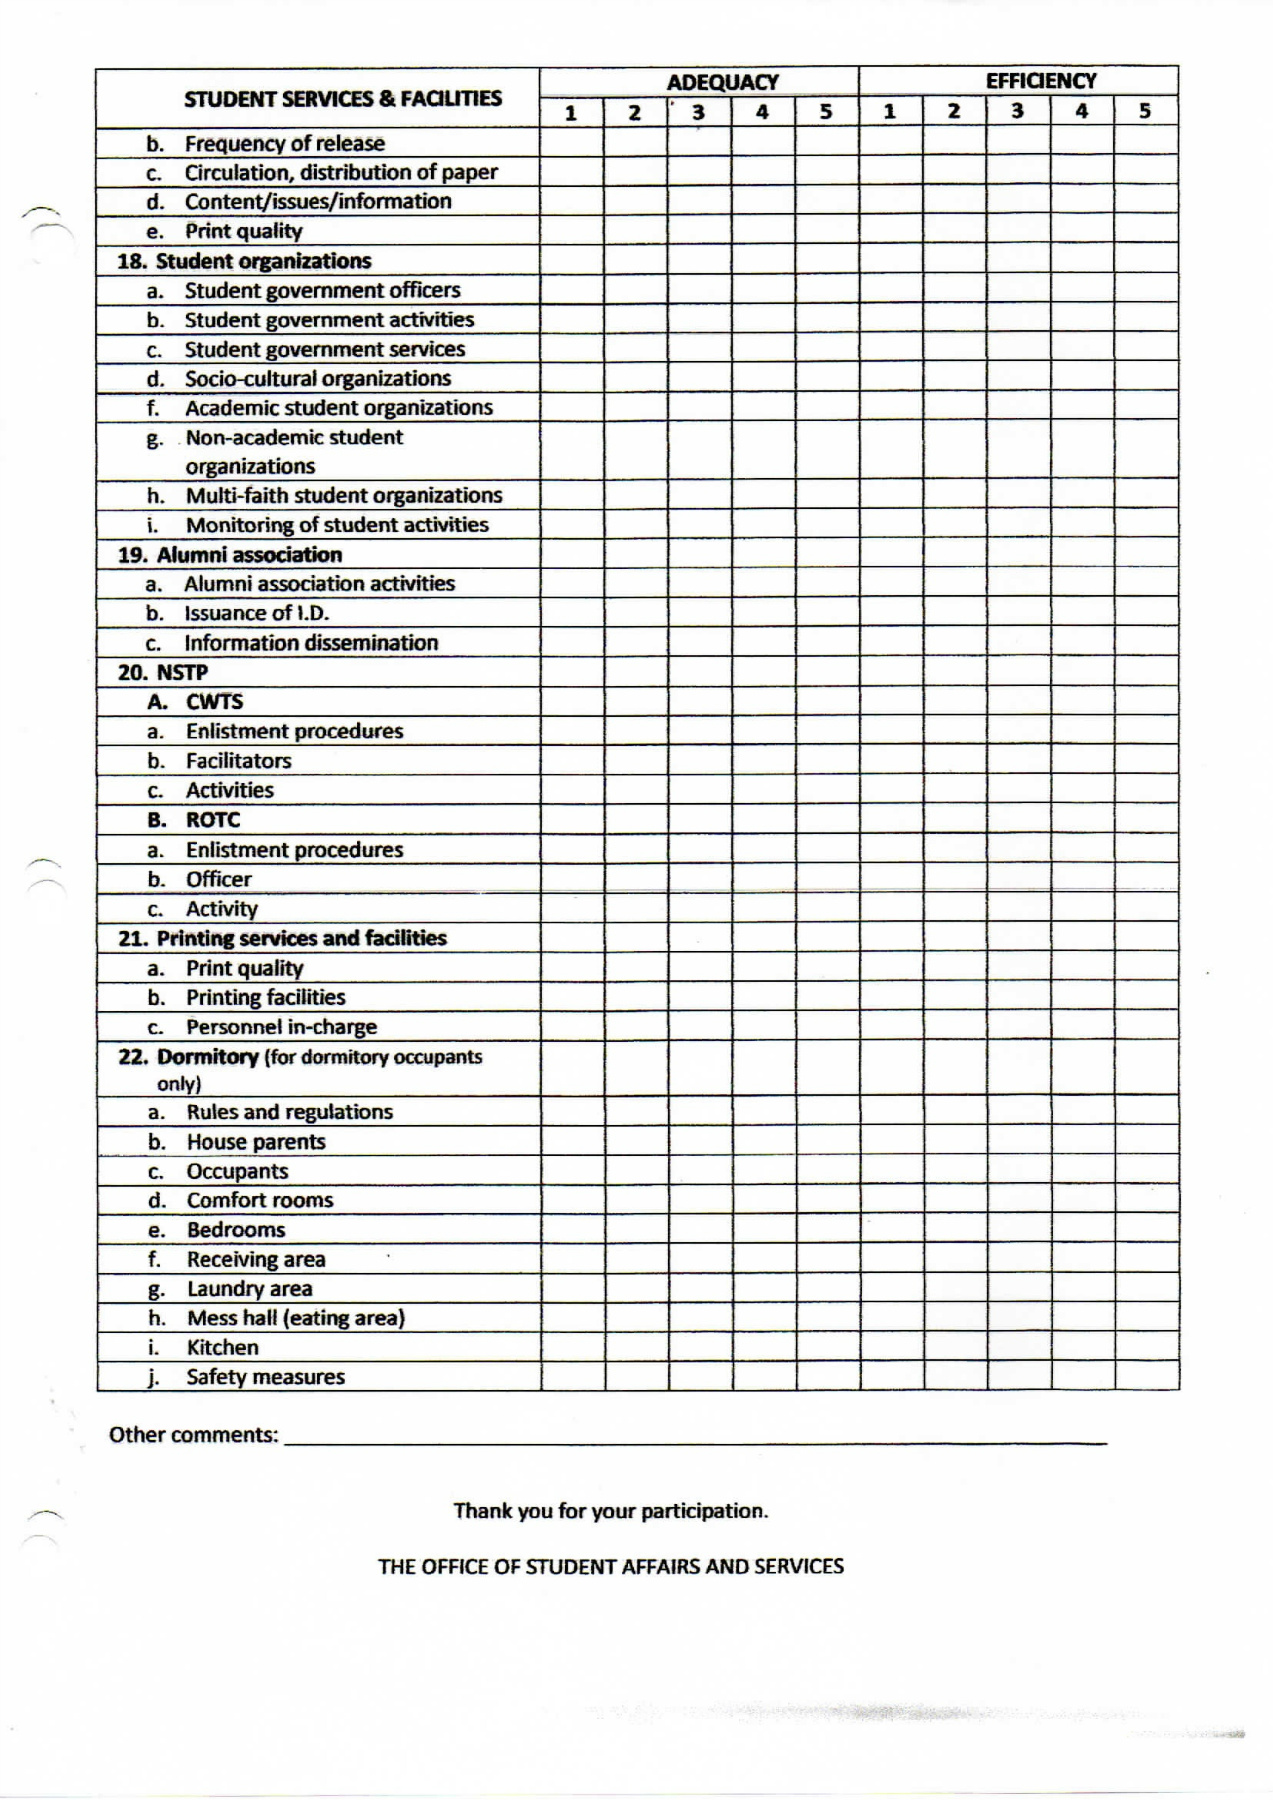 STUDENT SERVICES & FACILITIES ADEQUACY EFFICIENCY
1 2 3 4 5 1 2 3 4 5
b. Frequency of release
c. Circulation, distribution of paper
d. Content/issues/information
e. Print quality
18. Student organizations
a. Student government officers
b. Student government activities
c. Student government services
d. Socio-cultural organizations
f. Academic student organizations
g. Non-academic student
organizations
h. Multi-faith student organizations
i. Monitoring of student activities
19. Alumni association
a. Alumni association activities
b. Issuance of I.D.
c. Information dissemination
20. NSTP
A. CWTS
a. Enlistment procedures
b. Facilitators
c. Activities
B. ROTC
a. Enlistment procedures
b. Officer
c. Activity
21. Printing services and facilities
a. Print quality
b. Printing facilities
c. Personnel in-charge
22. Dormitory (for dormitory occupants
only)
a. Rules and regulations
b. House parents
c. Occupants
d. Comfort rooms
e. Bedrooms
f. Receiving area
g. Laundry area
h. Mess hall (eating area)
i. Kitchen
j. Safety measures
Other comments:
Thank you for your participation.
THE OFFICE OF STUDENT AFFAIRS AND SERVICES